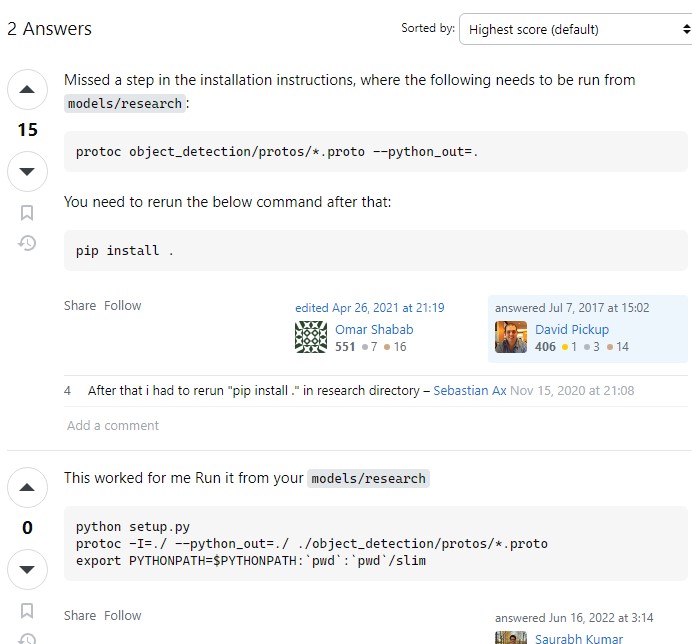 2 Answers
Sorted by: Highest score (default)
Missed a step in the installation instructions, where the following needs to be run from
models/research:
15
protoc object_detection/protos/*.proto --python_out=.
You need to rerun the below command after that:
pip install .
Share Follow
edited Apr 26, 2021 at 21:19
Omar Shabab
551 7 16
answered Jul 7, 2017 at 15:02
David Pickup
406 1 3 14
4 After that i had to rerun "pip install ." in research directory – Sebastian Ax Nov 15, 2020 at 21:08
Add a comment
This worked for me Run it from your models/research
0
python setup.py
protoc -I=./ --python_out=./ ./object_detection/protos/*.proto
export PYTHONPATH=$PYTHONPATH:`pwd`:`pwd`/slim
Share Follow
answered Jun 16, 2022 at 3:14
Saurabh Kumar